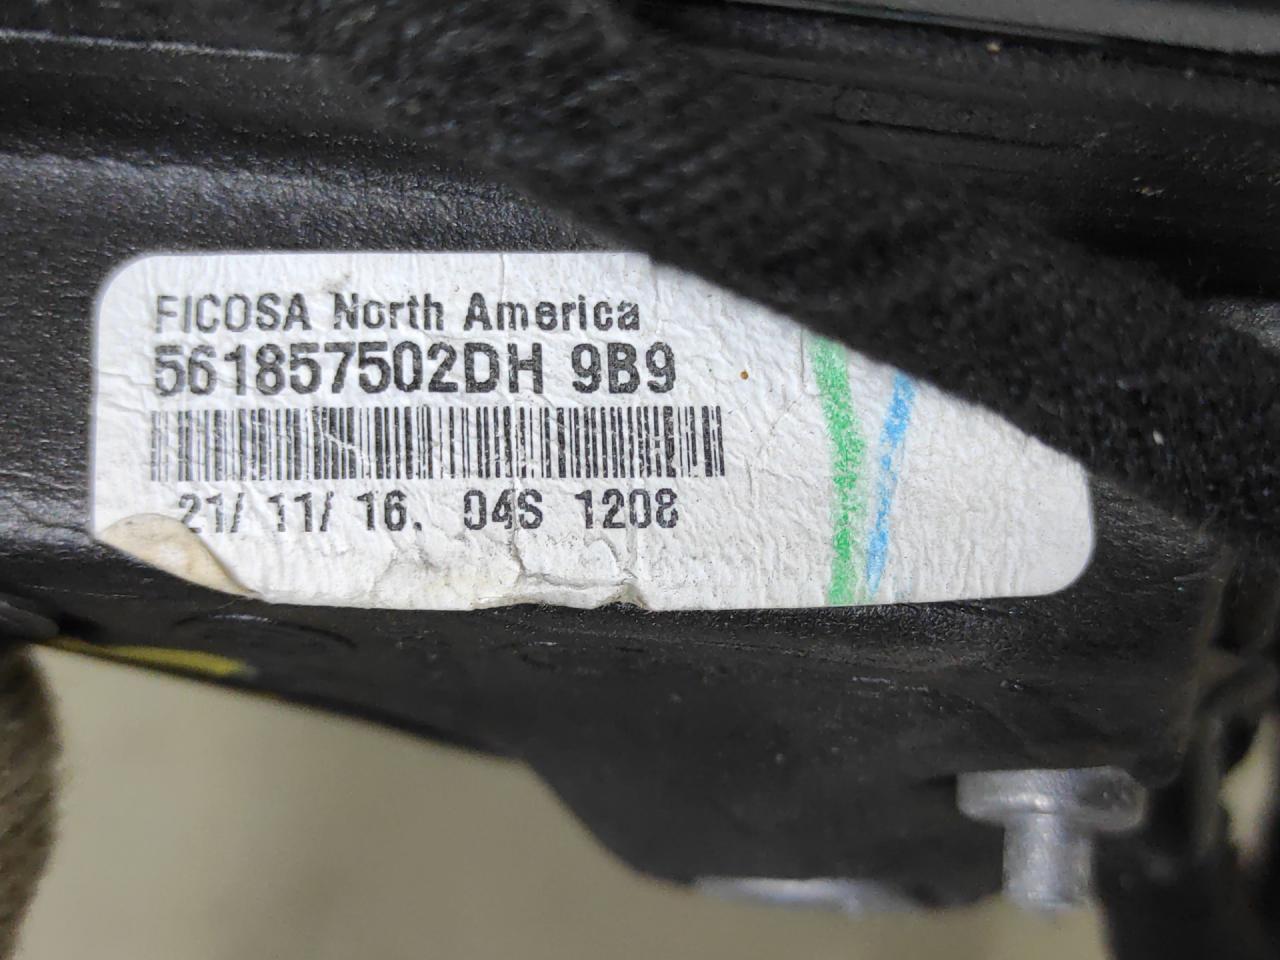 FICOSA North America
561857502DH 9B9
21/ 11/ 16. 04S 1208